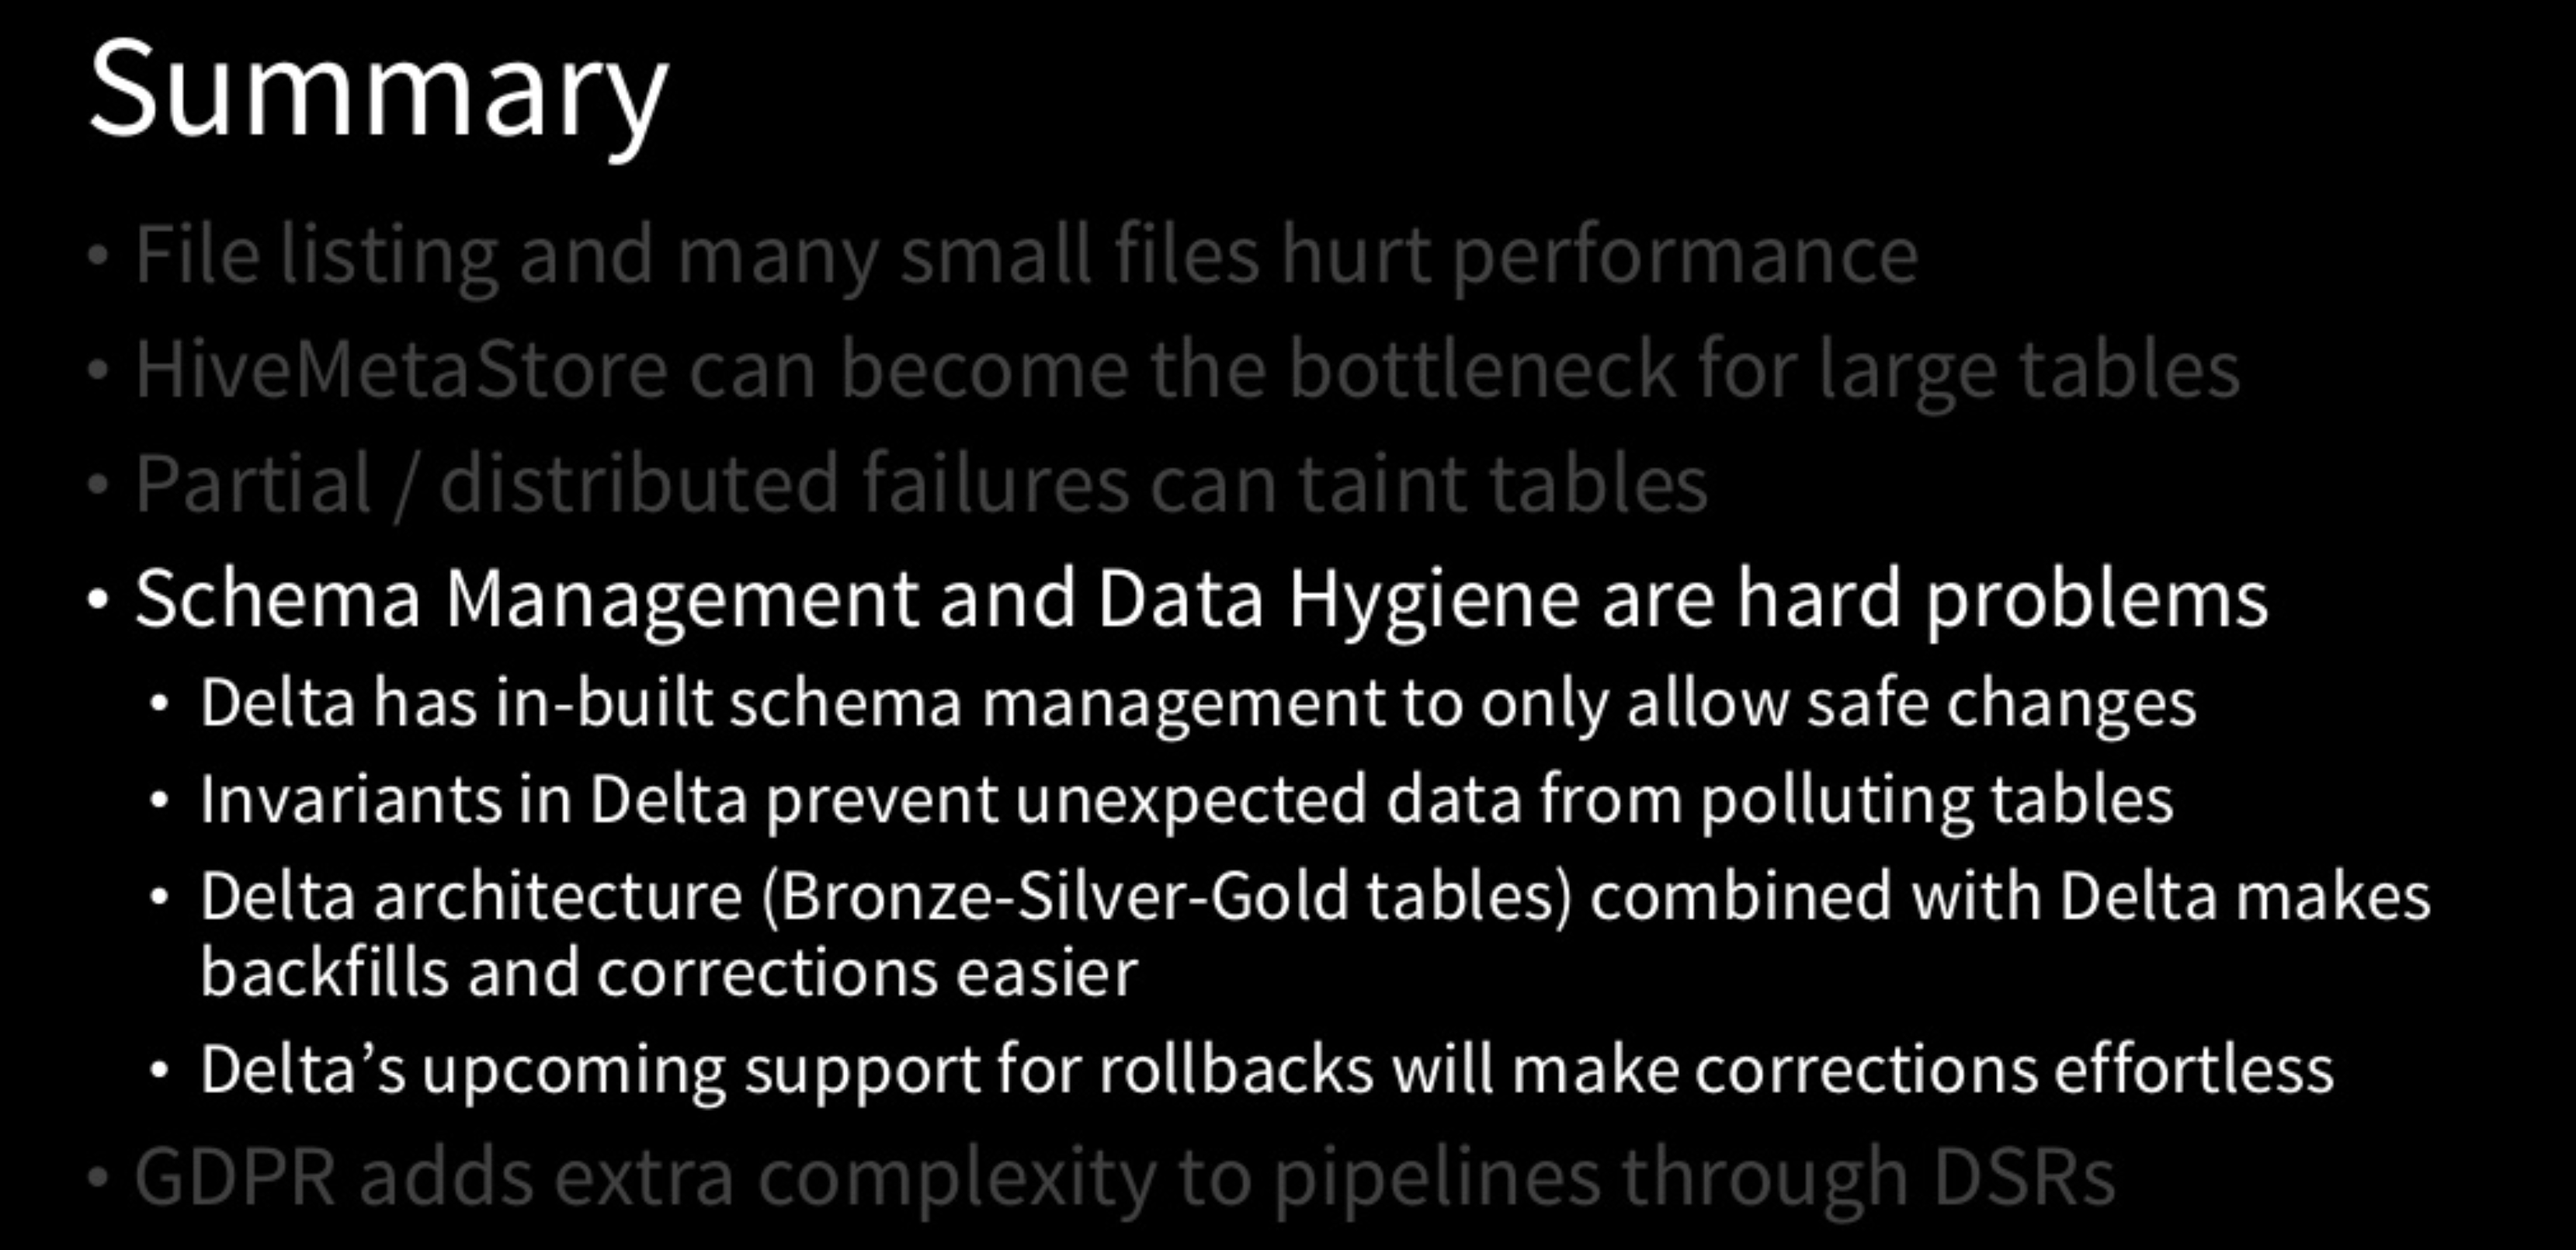 Summary
• File listing and many small files hurt performance
• HiveMetaStore can become the bottleneck for large tables
• Partial / distributed failures can taint tables
• Schema Management and Data Hygiene are hard problems
• Delta has in-built schema management to only allow safe changes
• Invariants in Delta prevent unexpected data from polluting tables
• Delta architecture (Bronze-Silver-Gold tables) combined with Delta makes
backfills and corrections easier
• Delta’s upcoming support for rollbacks will make corrections effortless
• GDPR adds extra complexity to pipelines through DSRs